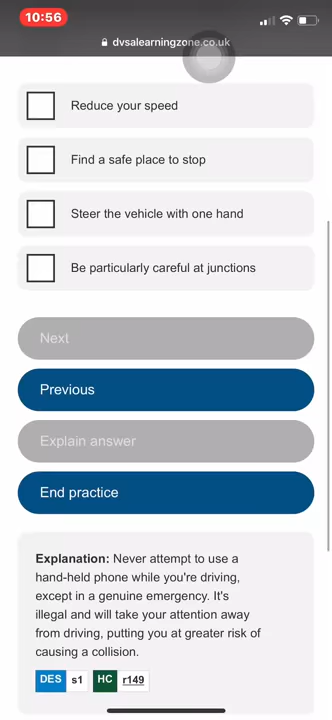 10:56
dvsalearningzone.co.uk
Reduce your speed
Find a safe place to stop
Steer the vehicle with one hand
Be particularly careful at junctions
Next
Previous
Explain answer
End practice
Explanation: Never attempt to use a
hand-held phone while you're driving,
except in a genuine emergency. It's
illegal and will take your attention away
from driving, putting you at greater risk of
causing a collision.
DES s1 HC r149